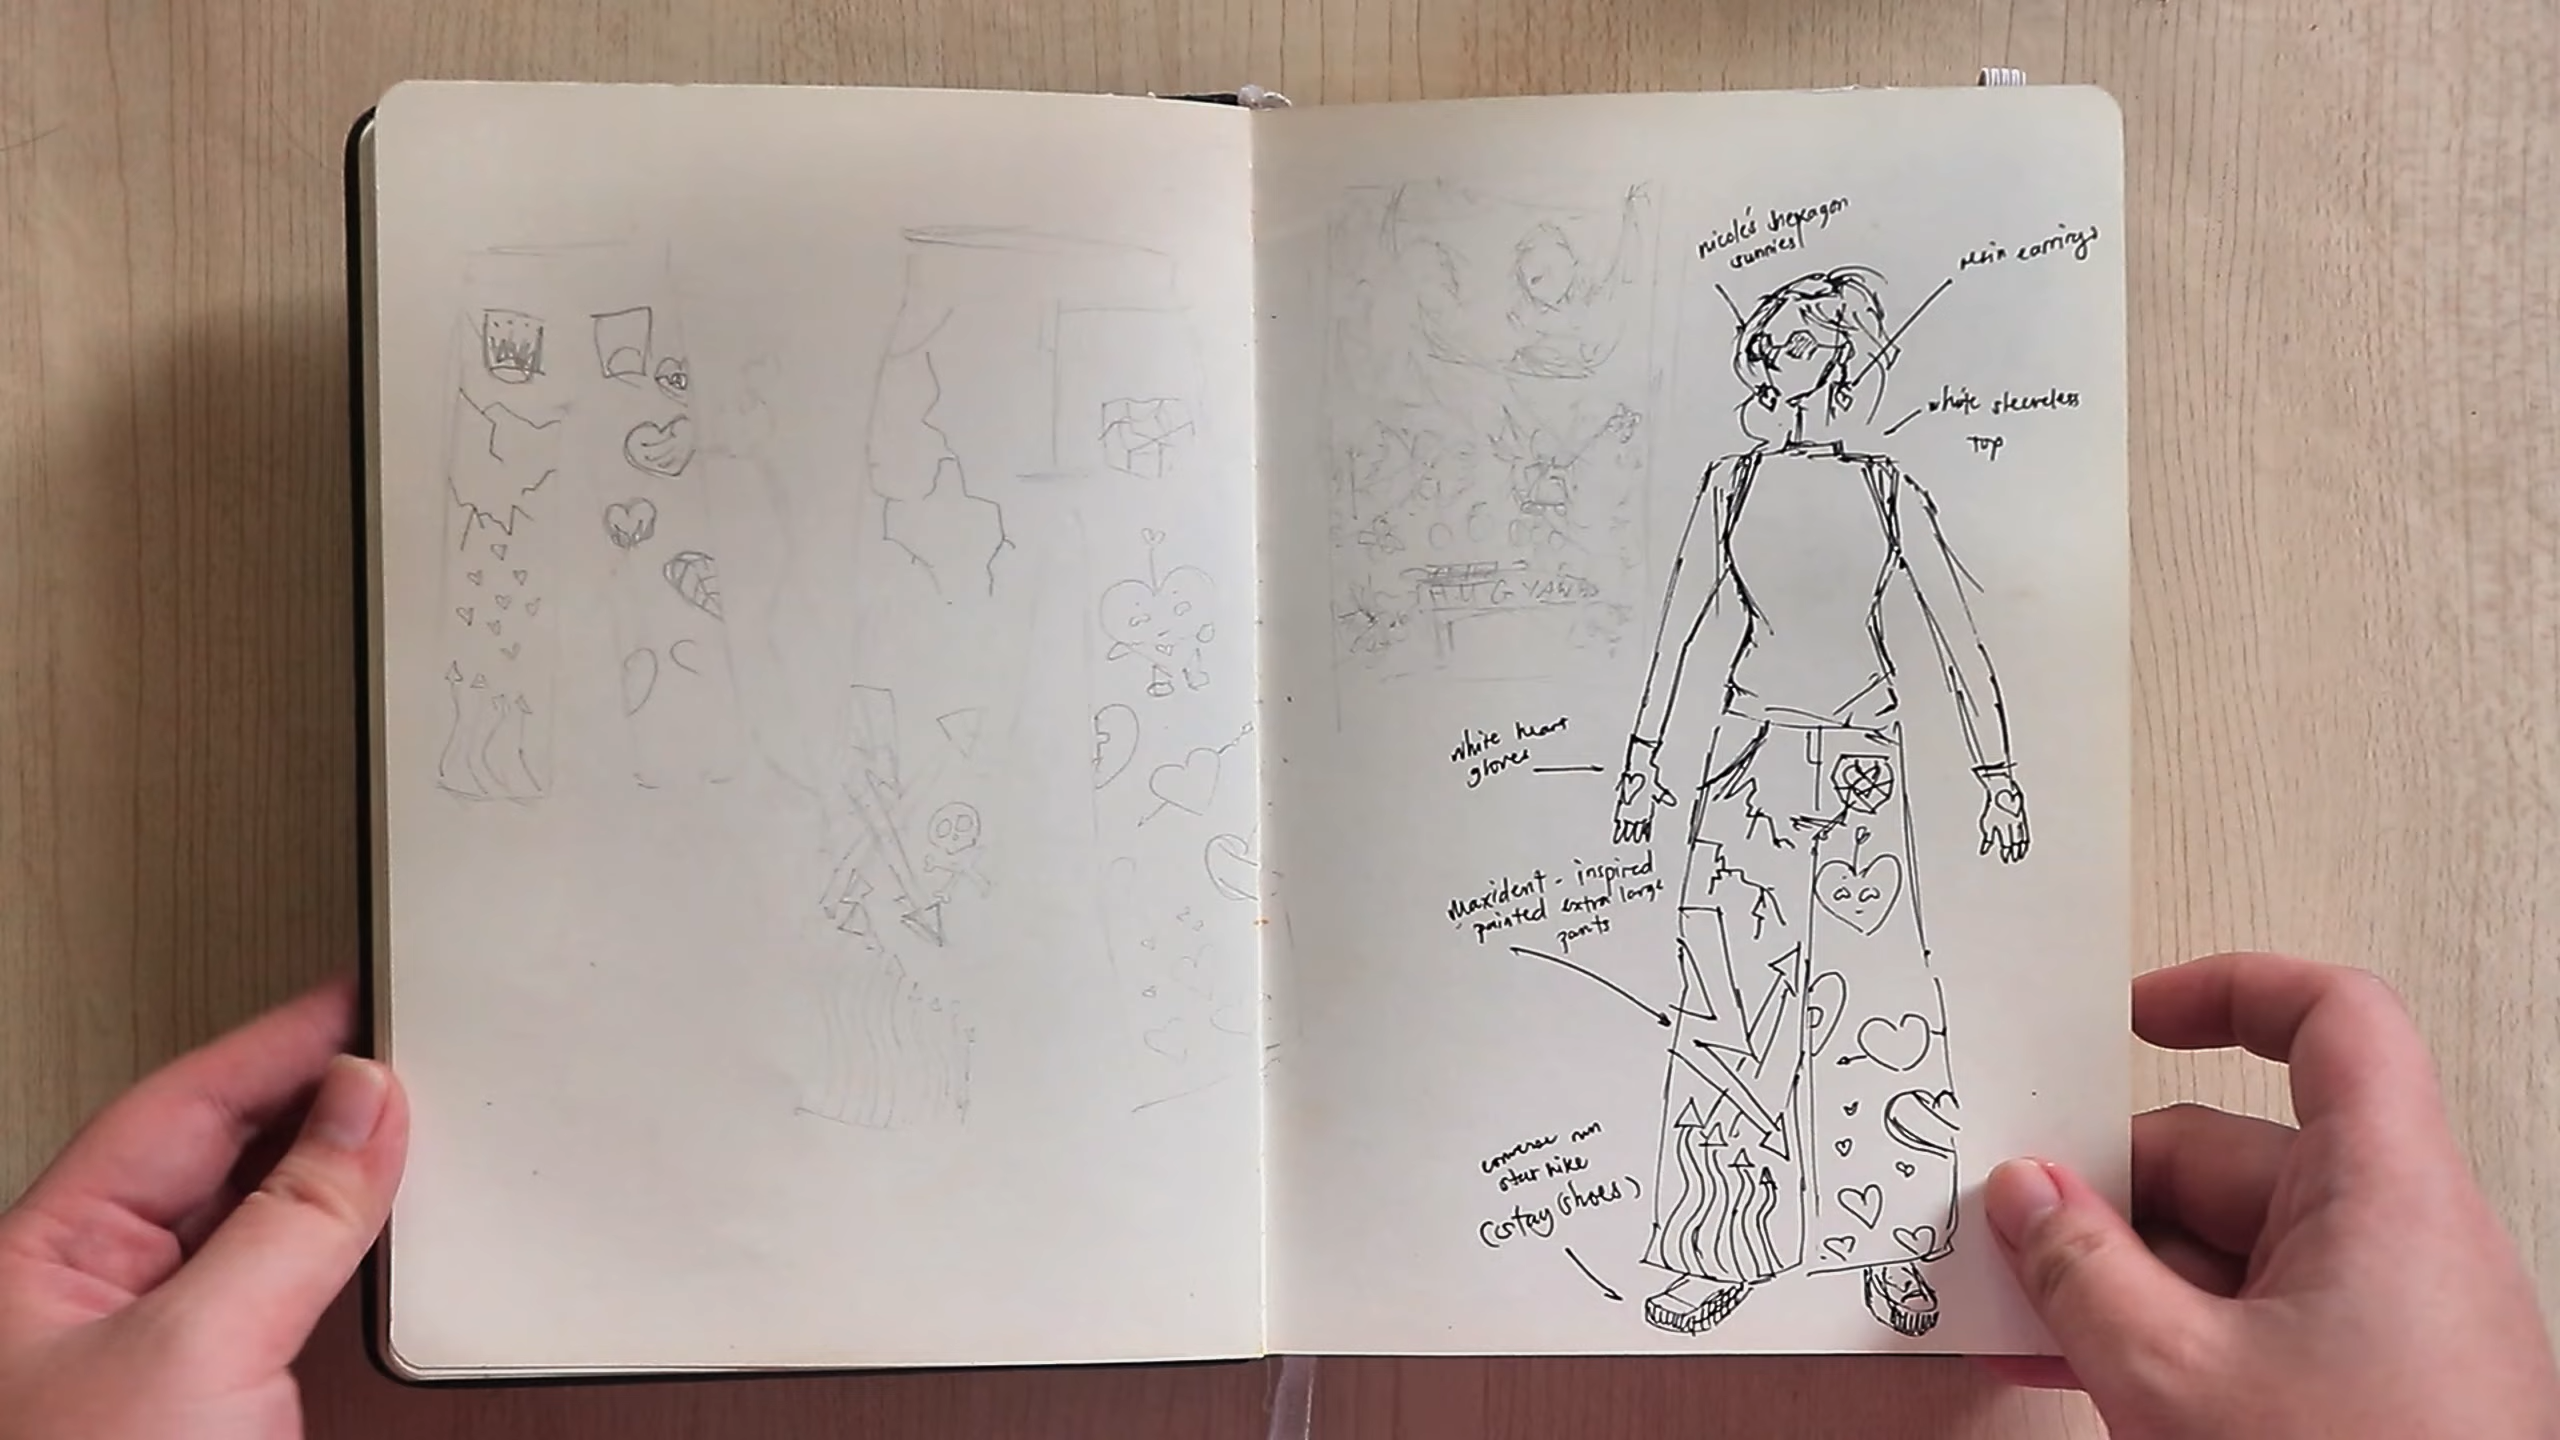 nicole's hexagon
sunnies
resin earrings
white sleeveless
top
white heart
gloves
maxident - inspired
painted extra large
pants
converse run
star hike
(stay shoes)